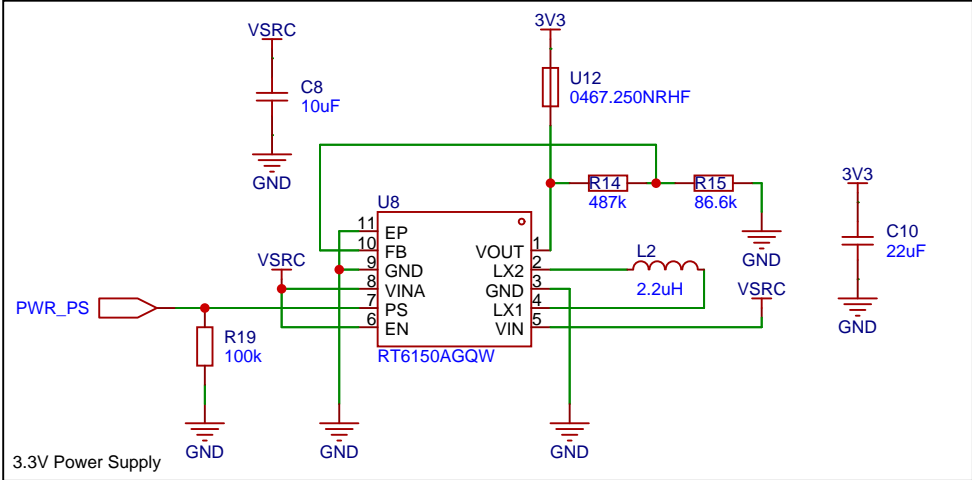 VSRC
C8
10uF
GND
3V3
U12
0467.250NRHF
R14
487k
R15
86.6k
GND
3V3
C10
22uF
GND
U8
11 EP
10 FB
9 GND
8 VINA
7 PS
6 EN
VOUT 1
LX2 2
GND 3
LX1 4
VIN 5
RT6150AGQW
L2
2.2uH
VSRC
VSRC
PWR_PS
R19
100k
GND
GND
GND
3.3V Power Supply